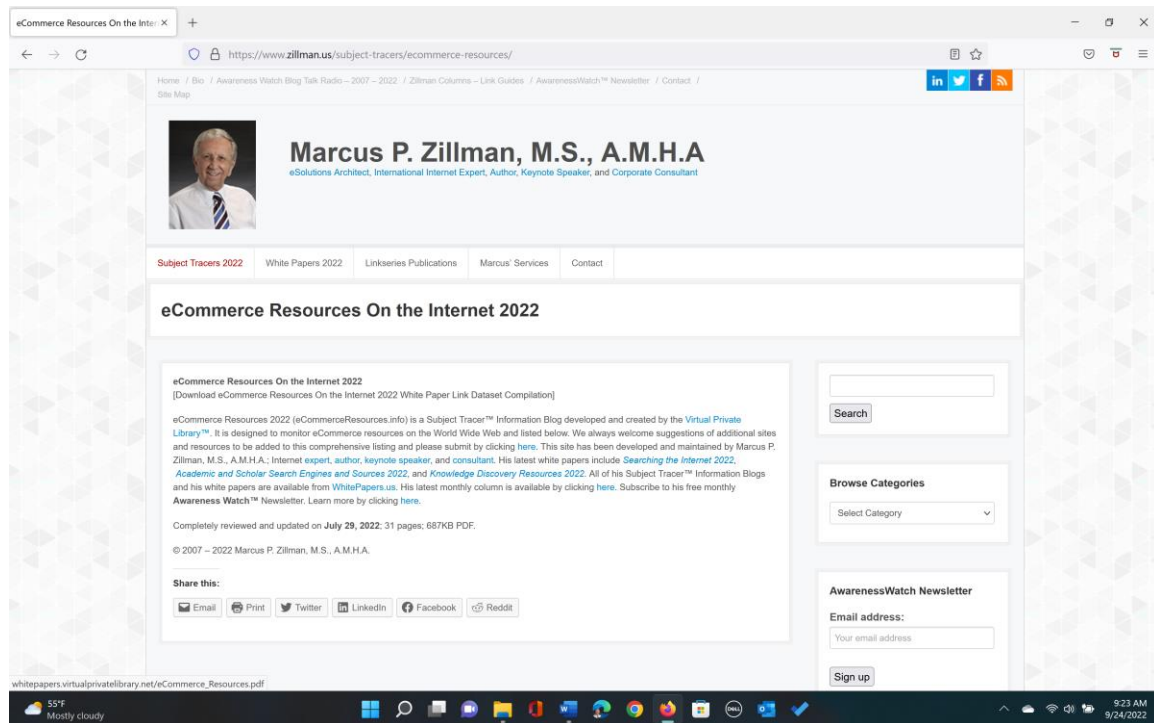 eCommerce Resources On the Inter
https://www.zillman.us/subject-tracers/ecommerce-resources/
Home / Bio / Awareness Watch Blog Talk Radio – 2007 – 2022 / Zillman Columns – Link Guides / AwarenessWatch™ Newsletter / Contact /
Site Map
in
f
Marcus P. Zillman, M.S., A.M.H.A
eSolutions Architect, International Internet Expert, Author, Keynote Speaker, and Corporate Consultant
Subject Tracers 2022 White Papers 2022 Linkseries Publications Marcus' Services Contact
eCommerce Resources On the Internet 2022
eCommerce Resources On the Internet 2022
[Download eCommerce Resources On the Internet 2022 White Paper Link Dataset Compilation]
eCommerce Resources 2022 (eCommerceResources.info) is a Subject Tracer™ Information Blog developed and created by the Virtual Private
Library™. It is designed to monitor eCommerce resources on the World Wide Web and listed below. We always welcome suggestions of additional sites
and resources to be added to this comprehensive listing and please submit by clicking here. This site has been developed and maintained by Marcus P.
Zillman, M.S., A.M.H.A.; Internet expert, author, keynote speaker, and consultant. His latest white papers include Searching the Internet 2022,
Academic and Scholar Search Engines and Sources 2022, and Knowledge Discovery Resources 2022. All of his Subject Tracer™ Information Blogs
and his white papers are available from WhitePapers.us. His latest monthly column is available by clicking here. Subscribe to his free monthly
Awareness Watch™ Newsletter. Learn more by clicking here.
Completely reviewed and updated on July 29, 2022; 31 pages; 687KB PDF.
© 2007 – 2022 Marcus P. Zillman, M.S., A.M.H.A.
Share this:
Email Print Twitter LinkedIn Facebook Reddit
Search
Browse Categories
Select Category
AwarenessWatch Newsletter
Email address:
Your email address
Sign up
whitepapers.virtualprivatelibrary.net/eCommerce_Resources.pdf
55°F
Mostly cloudy
DELL
9:23 AM
9/24/2022